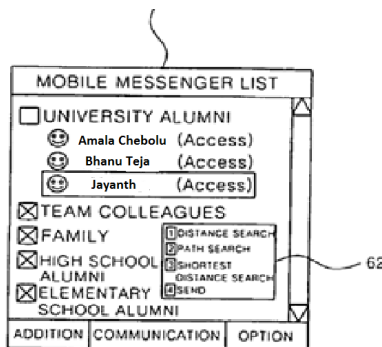 MOBILE MESSENGER LIST
UNIVERSITY ALUMNI
Amala Chebolu (Access)
Bhanu Teja (Access)
Jayanth (Access)
TEAM COLLEAGUES
FAMILY
HIGH SCHOOL
ALUMNI
ELEMENTARY
SCHOOL ALUMNI
1 DISTANCE SEARCH
2 PATH SEARCH
3 SHORTEST
DISTANCE SEARCH
4 SEND
62
ADDITION COMMUNICATION OPTION